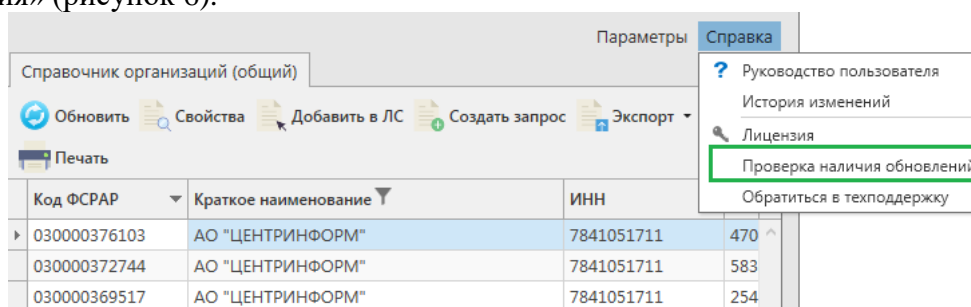 (рисунок 6).
Параметры Справка
Справочник организаций (общий)
? Руководство пользователя
История изменений
Обновить Свойства Добавить в ЛС Создать запрос Экспорт
Лицензия
Печать
Проверка наличия обновлений
Обратиться в техподдержку
Код ФСРАР Краткое наименование ИНН
030000376103 АО "ЦЕНТРИНФОРМ" 7841051711 470
030000372744 АО "ЦЕНТРИНФОРМ" 7841051711 583
030000369517 АО "ЦЕНТРИНФОРМ" 7841051711 254